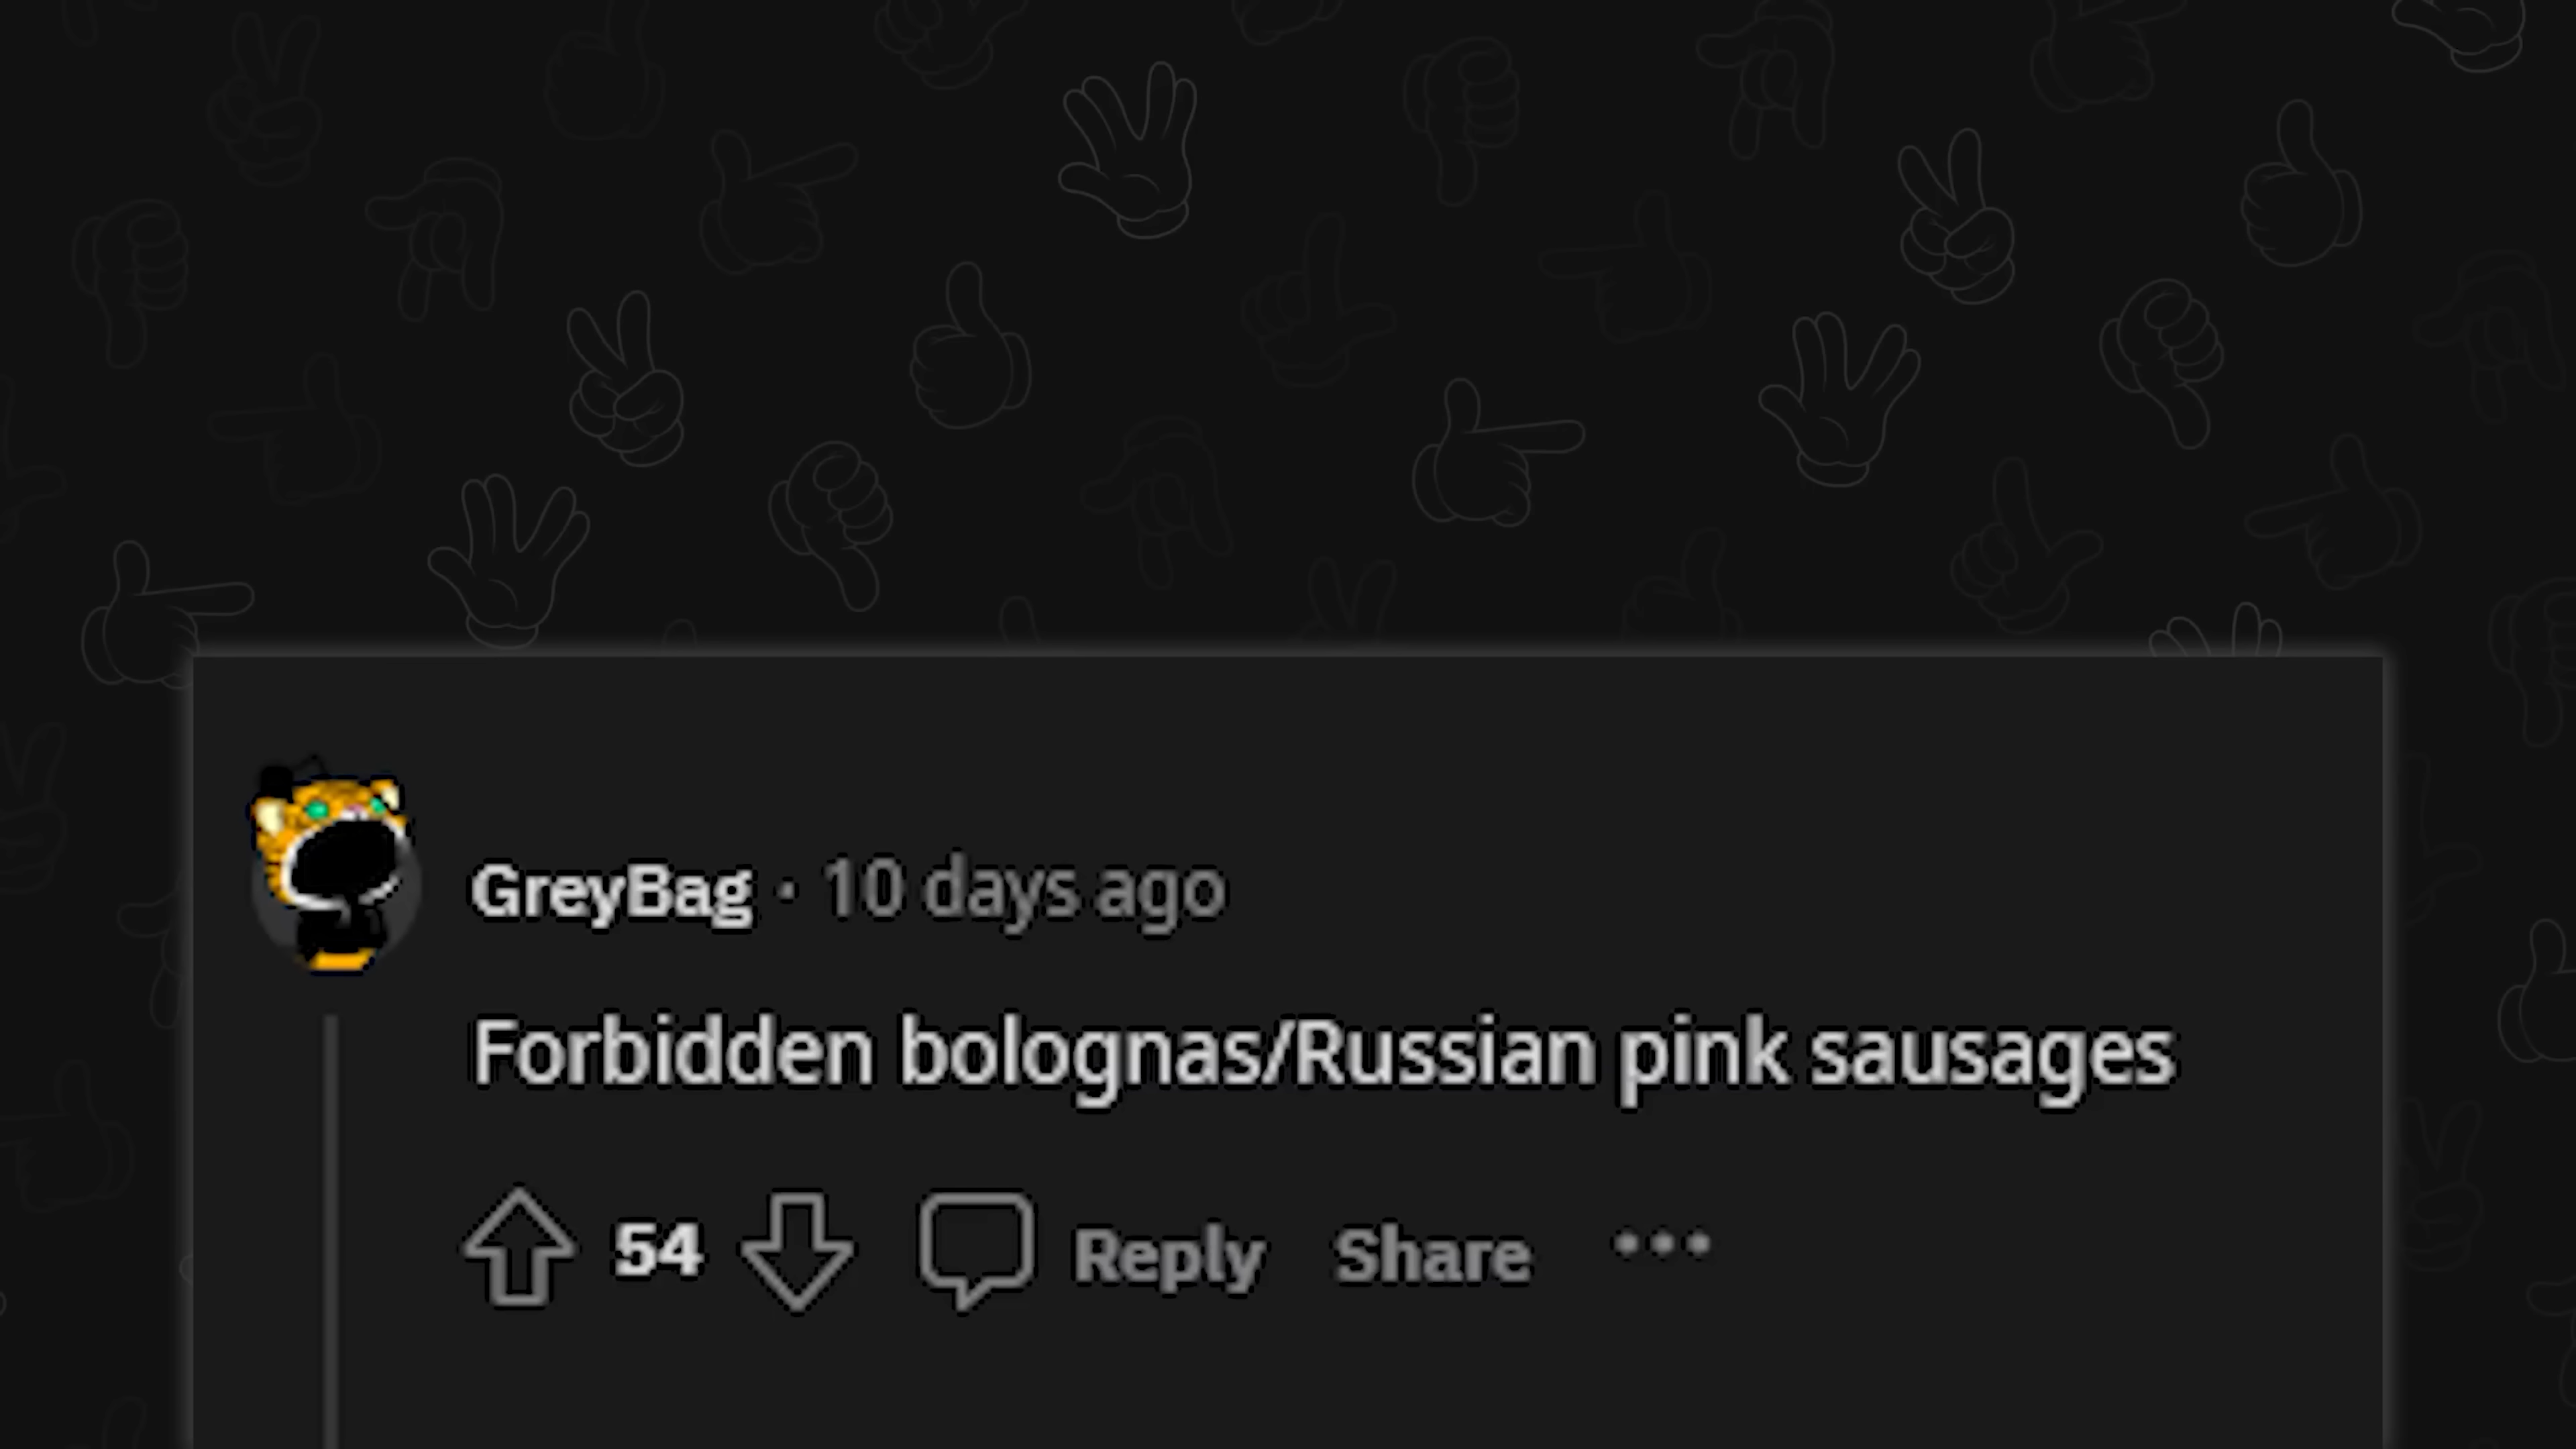 GreyBag · 10 days ago
Forbidden bolognas/Russian pink sausages
54 Reply Share ...